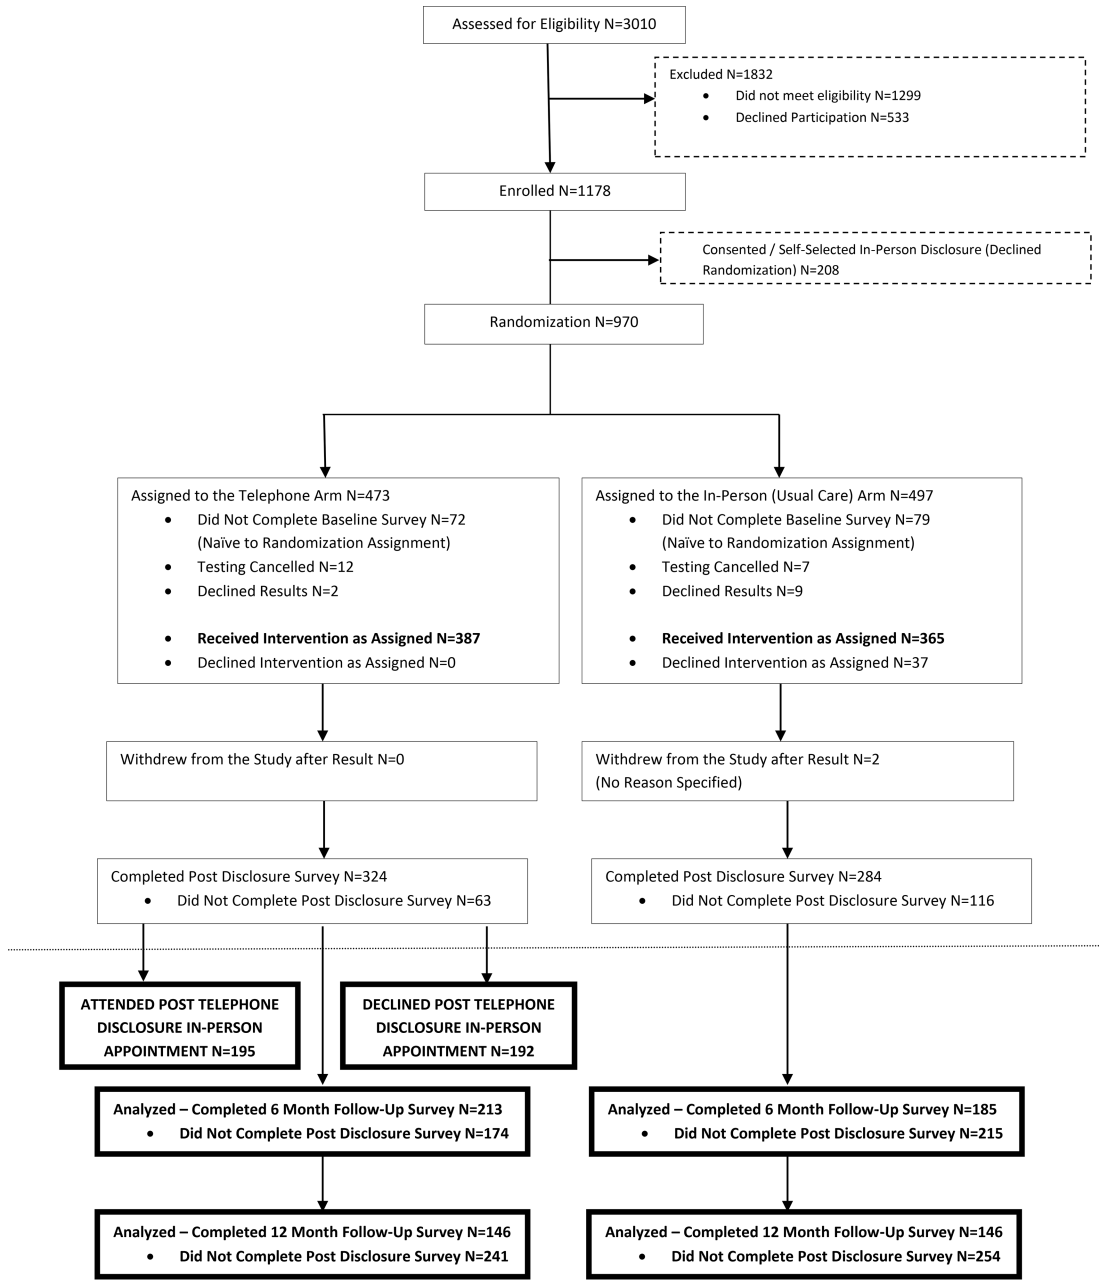 Assessed for Eligibility N=3010
Excluded N=1832
• Did not meet eligibility N=1299
• Declined Participation N=533
Enrolled N=1178
Consented / Self-Selected In-Person Disclosure (Declined
Randomization) N=208
Randomization N=970
Assigned to the Telephone Arm N=473
• Did Not Complete Baseline Survey N=72
(Naïve to Randomization Assignment)
• Testing Cancelled N=12
• Declined Results N=2
• Received Intervention as Assigned N=387
• Declined Intervention as Assigned N=0
Assigned to the In-Person (Usual Care) Arm N=497
• Did Not Complete Baseline Survey N=79
(Naïve to Randomization Assignment)
• Testing Cancelled N=7
• Declined Results N=9
• Received Intervention as Assigned N=365
• Declined Intervention as Assigned N=37
Withdrew from the Study after Result N=0
Withdrew from the Study after Result N=2
(No Reason Specified)
Completed Post Disclosure Survey N=324
• Did Not Complete Post Disclosure Survey N=63
Completed Post Disclosure Survey N=284
• Did Not Complete Post Disclosure Survey N=116
ATTENDED POST TELEPHONE
DISCLOSURE IN-PERSON
APPOINTMENT N=195
DECLINED POST TELEPHONE
DISCLOSURE IN-PERSON
APPOINTMENT N=192
Analyzed – Completed 6 Month Follow-Up Survey N=213
• Did Not Complete Post Disclosure Survey N=174
Analyzed – Completed 6 Month Follow-Up Survey N=185
• Did Not Complete Post Disclosure Survey N=215
Analyzed – Completed 12 Month Follow-Up Survey N=146
• Did Not Complete Post Disclosure Survey N=241
Analyzed – Completed 12 Month Follow-Up Survey N=146
• Did Not Complete Post Disclosure Survey N=254